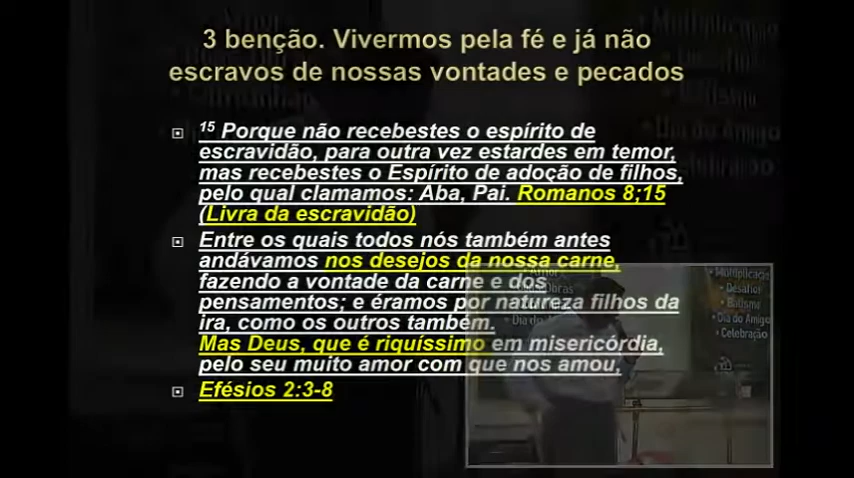 3 benção. Vivermos pela fé e já não
escravos de nossas vontades e pecados
15 Porque não recebestes o espírito de
escravidão, para outra vez estardes em temor,
mas recebestes o Espírito de adoção de filhos,
pelo qual clamamos: Aba, Pai. Romanos 8;15
(Livra da escravidão)
Entre os quais todos nós também antes
andávamos nos desejos da nossa carne,
fazendo a vontade da carne e dos
pensamentos; e éramos por natureza filhos da
ira, como os outros também.
Mas Deus, que é riquíssimo em misericórdia,
pelo seu muito amor com que nos amou,
Efésios 2:3-8
• Amor
Obras
• Dia do
• Multiplicação
• Desafios
• Batismo
• Dia do Amigo
• Celebração